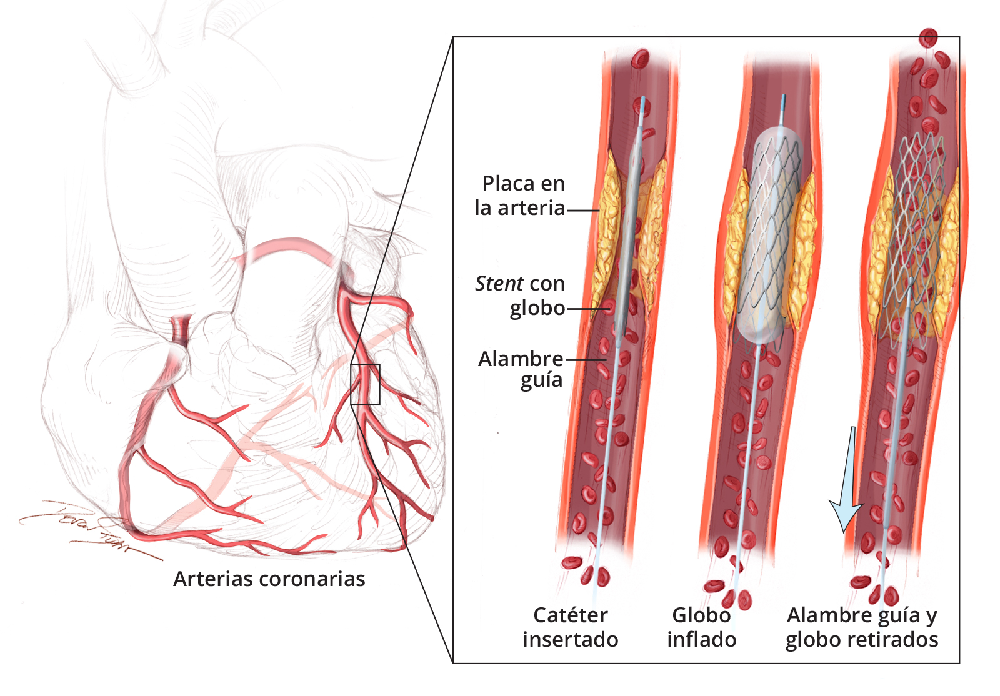 Placa en
la arteria
Stent con
globo
Alambre
guía
Arterias coronarias
Catéter
insertado
Globo
inflado
Alambre guía y
globo retirados